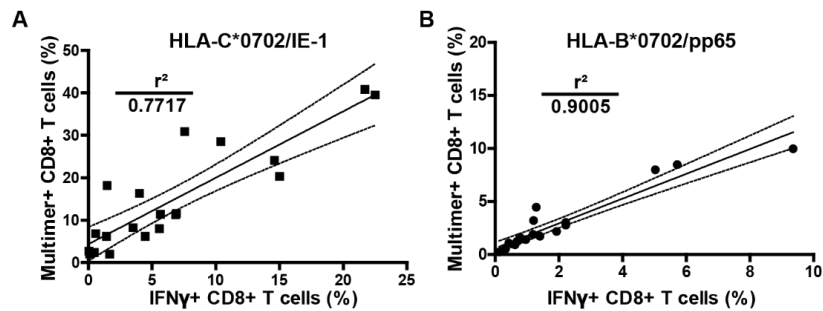 A
HLA-C*0702/IE-1
r²
0.7717
Multimer+ CD8+ T cells (%)
50
40
30
20
10
0
0 5 10 15 20 25
IFNγ+ CD8+ T cells (%)
B
HLA-B*0702/pp65
r²
0.9005
Multimer+ CD8+ T cells (%)
20
15
10
5
0
0 2 4 6 8 10
IFNγ+ CD8+ T cells (%)